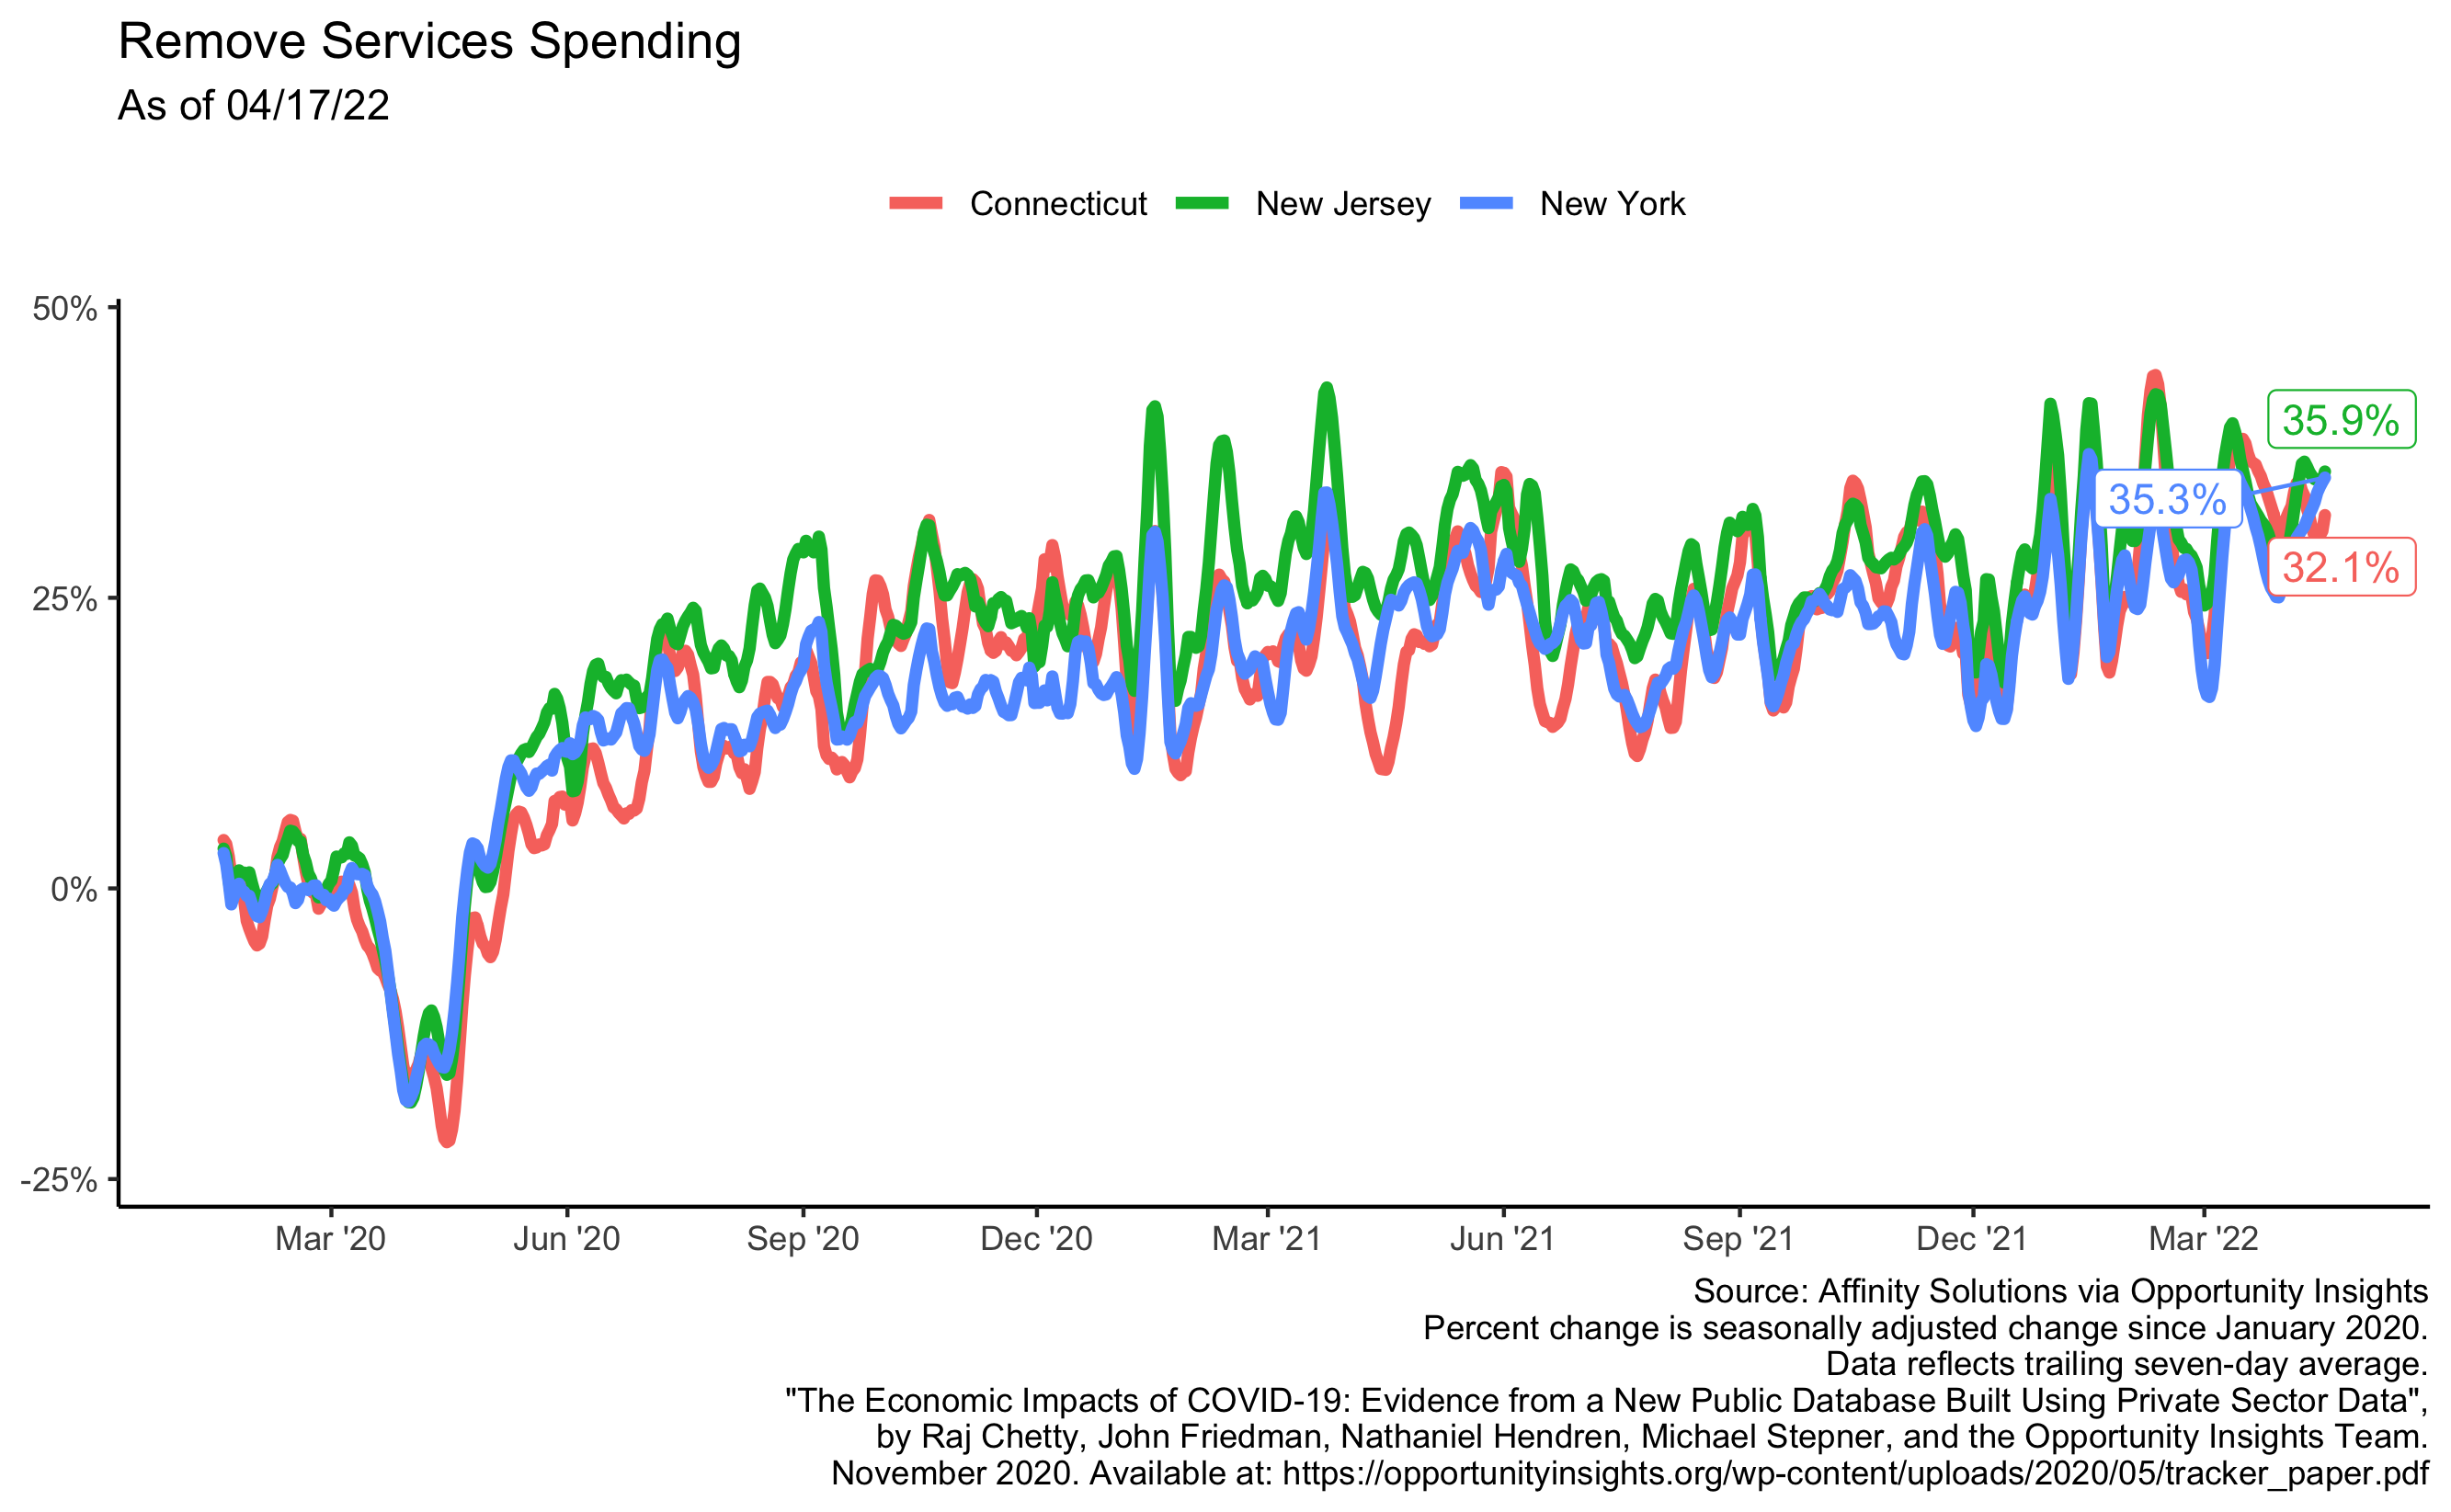 Remove Services Spending
As of 04/17/22
Connecticut New Jersey New York
50%
25%
0%
-25%
35.9%
35.3%
32.1%
Mar '20 Jun '20 Sep '20 Dec '20 Mar '21 Jun '21 Sep '21 Dec '21 Mar '22
Source: Affinity Solutions via Opportunity Insights
Percent change is seasonally adjusted change since January 2020.
Data reflects trailing seven-day average.
"The Economic Impacts of COVID-19: Evidence from a New Public Database Built Using Private Sector Data",
by Raj Chetty, John Friedman, Nathaniel Hendren, Michael Stepner, and the Opportunity Insights Team.
November 2020. Available at: https://opportunityinsights.org/wp-content/uploads/2020/05/tracker_paper.pdf